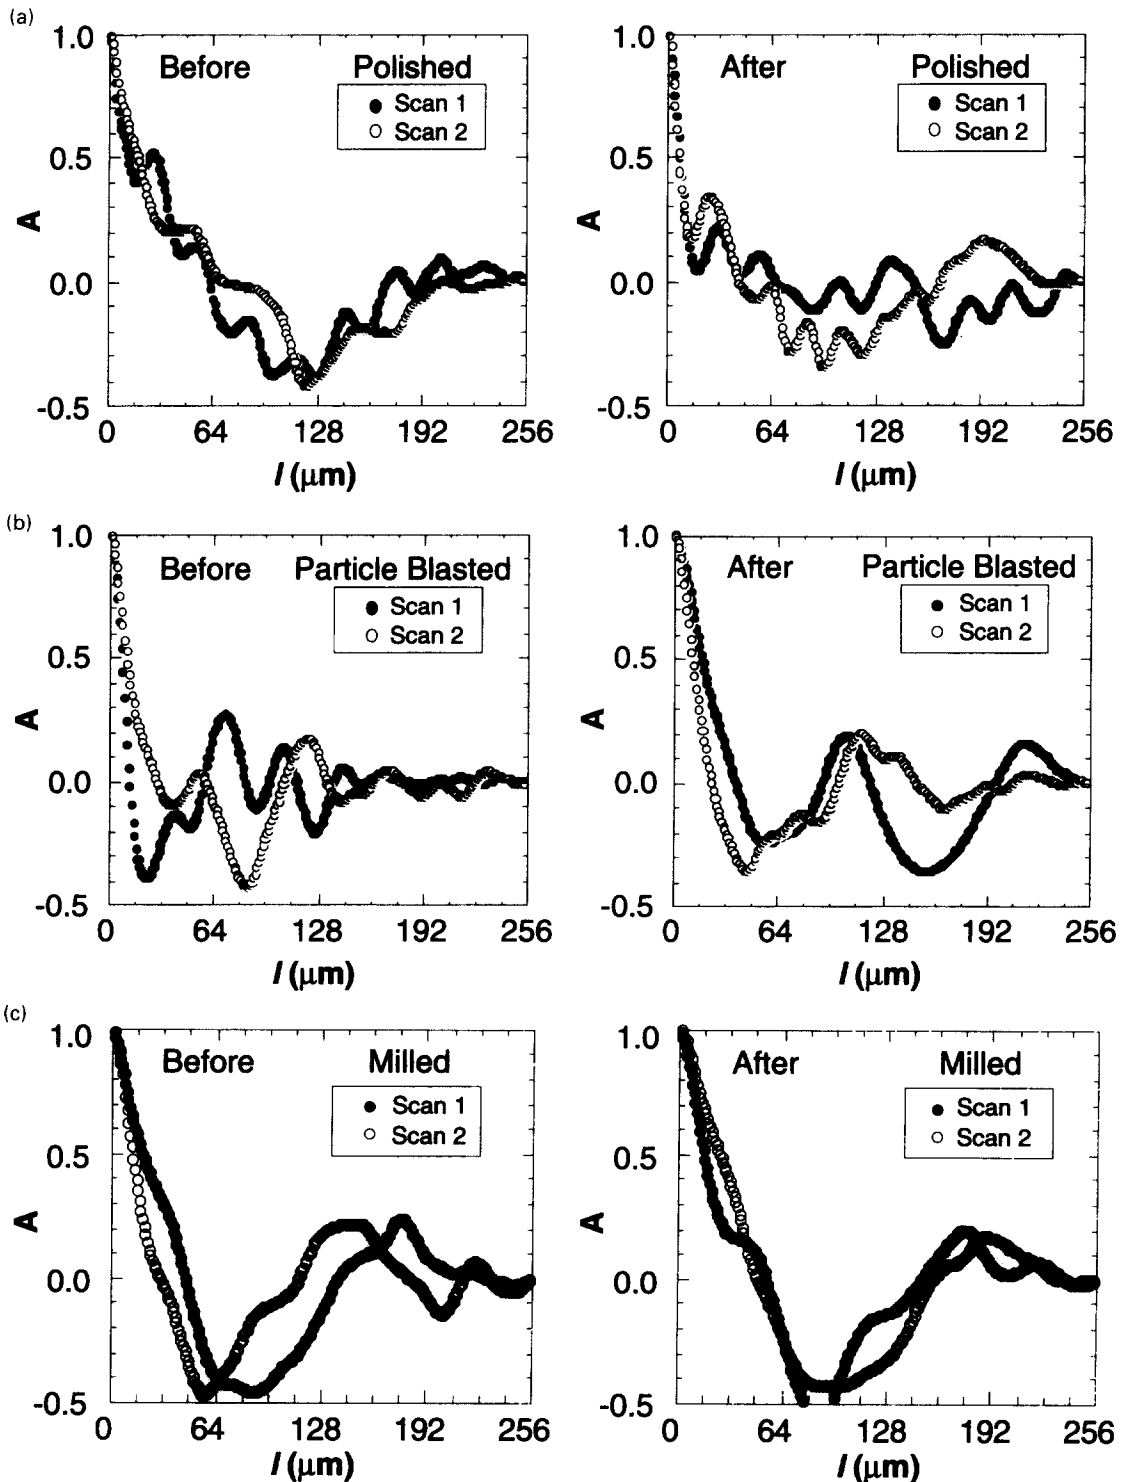 (a)
1.0
0.5
0.0
-0.5
A
Before Polished
Scan 1
Scan 2
0 64 128 192 256
l (μm)
1.0
0.5
0.0
-0.5
A
After Polished
Scan 1
Scan 2
0 64 128 192 256
l (μm)
(b)
1.0
0.5
0.0
-0.5
A
Before Particle Blasted
Scan 1
Scan 2
0 64 128 192 256
l (μm)
1.0
0.5
0.0
-0.5
A
After Particle Blasted
Scan 1
Scan 2
0 64 128 192 256
l (μm)
(c)
1.0
0.5
0.0
-0.5
A
Before Milled
Scan 1
Scan 2
0 64 128 192 256
l (μm)
1.0
0.5
0.0
-0.5
A
After Milled
Scan 1
Scan 2
0 64 128 192 256
l (μm)